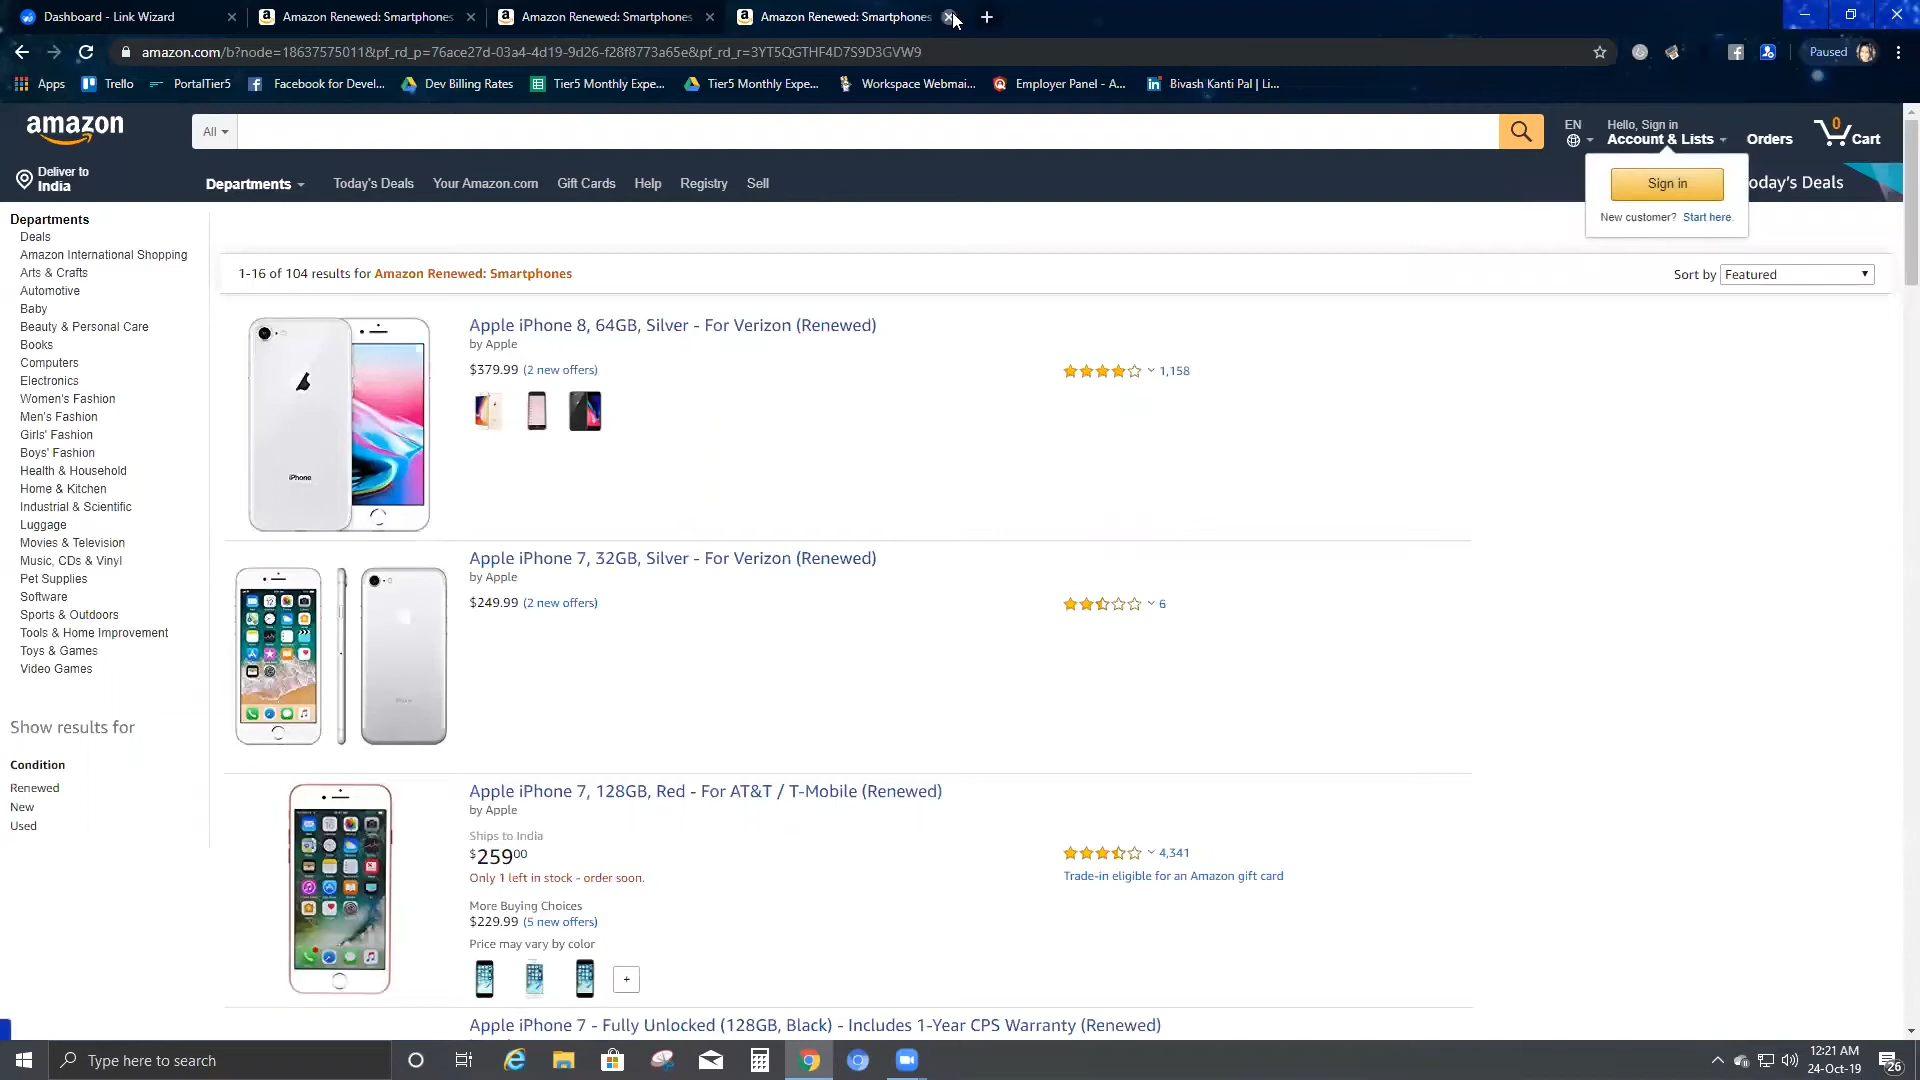 Dashboard - Link Wizard
Amazon Renewed: Smartphones
Amazon Renewed: Smartphones
Amazon Renewed: Smartphones
amazon.com/b?node=18637575011&pf_rd_p=76ace27d-03a4-4d19-9d26-f28f8773a65e&pf_rd_r=3YT5QGTHF4D7S9D3GVW9
Paused
Apps
Trello
PortalTier5
Facebook for Devel...
Dev Billing Rates
Tier5 Monthly Expe...
Tier5 Monthly Expe...
Workspace Webmai...
Employer Panel - A...
Bivash Kanti Pal | Li...
amazon
All
EN
Hello, Sign in
Account & Lists
Orders
0
Cart
Deliver to
India
Departments
Today's Deals
Your Amazon.com
Gift Cards
Help
Registry
Sell
oday's Deals
Sign in
New customer? Start here.
Departments
Deals
Amazon International Shopping
Arts & Crafts
Automotive
Baby
Beauty & Personal Care
Books
Computers
Electronics
Women's Fashion
Men's Fashion
Girls' Fashion
Boys' Fashion
Health & Household
Home & Kitchen
Industrial & Scientific
Luggage
Movies & Television
Music, CDs & Vinyl
Pet Supplies
Software
Sports & Outdoors
Tools & Home Improvement
Toys & Games
Video Games
Show results for
Condition
Renewed
New
Used
1-16 of 104 results for Amazon Renewed: Smartphones
Sort by Featured
Apple iPhone 8, 64GB, Silver - For Verizon (Renewed)
by Apple
$379.99 (2 new offers)
1,158
iPhone
Apple iPhone 7, 32GB, Silver - For Verizon (Renewed)
by Apple
$249.99 (2 new offers)
6
Apple iPhone 7, 128GB, Red - For AT&T / T-Mobile (Renewed)
by Apple
Ships to India
$259 00
Only 1 left in stock - order soon.
More Buying Choices
$229.99 (5 new offers)
Price may vary by color
+
4,341
Trade-in eligible for an Amazon gift card
Apple iPhone 7 - Fully Unlocked (128GB, Black) - Includes 1-Year CPS Warranty (Renewed)
Type here to search
12:21 AM
24-Oct-19
26